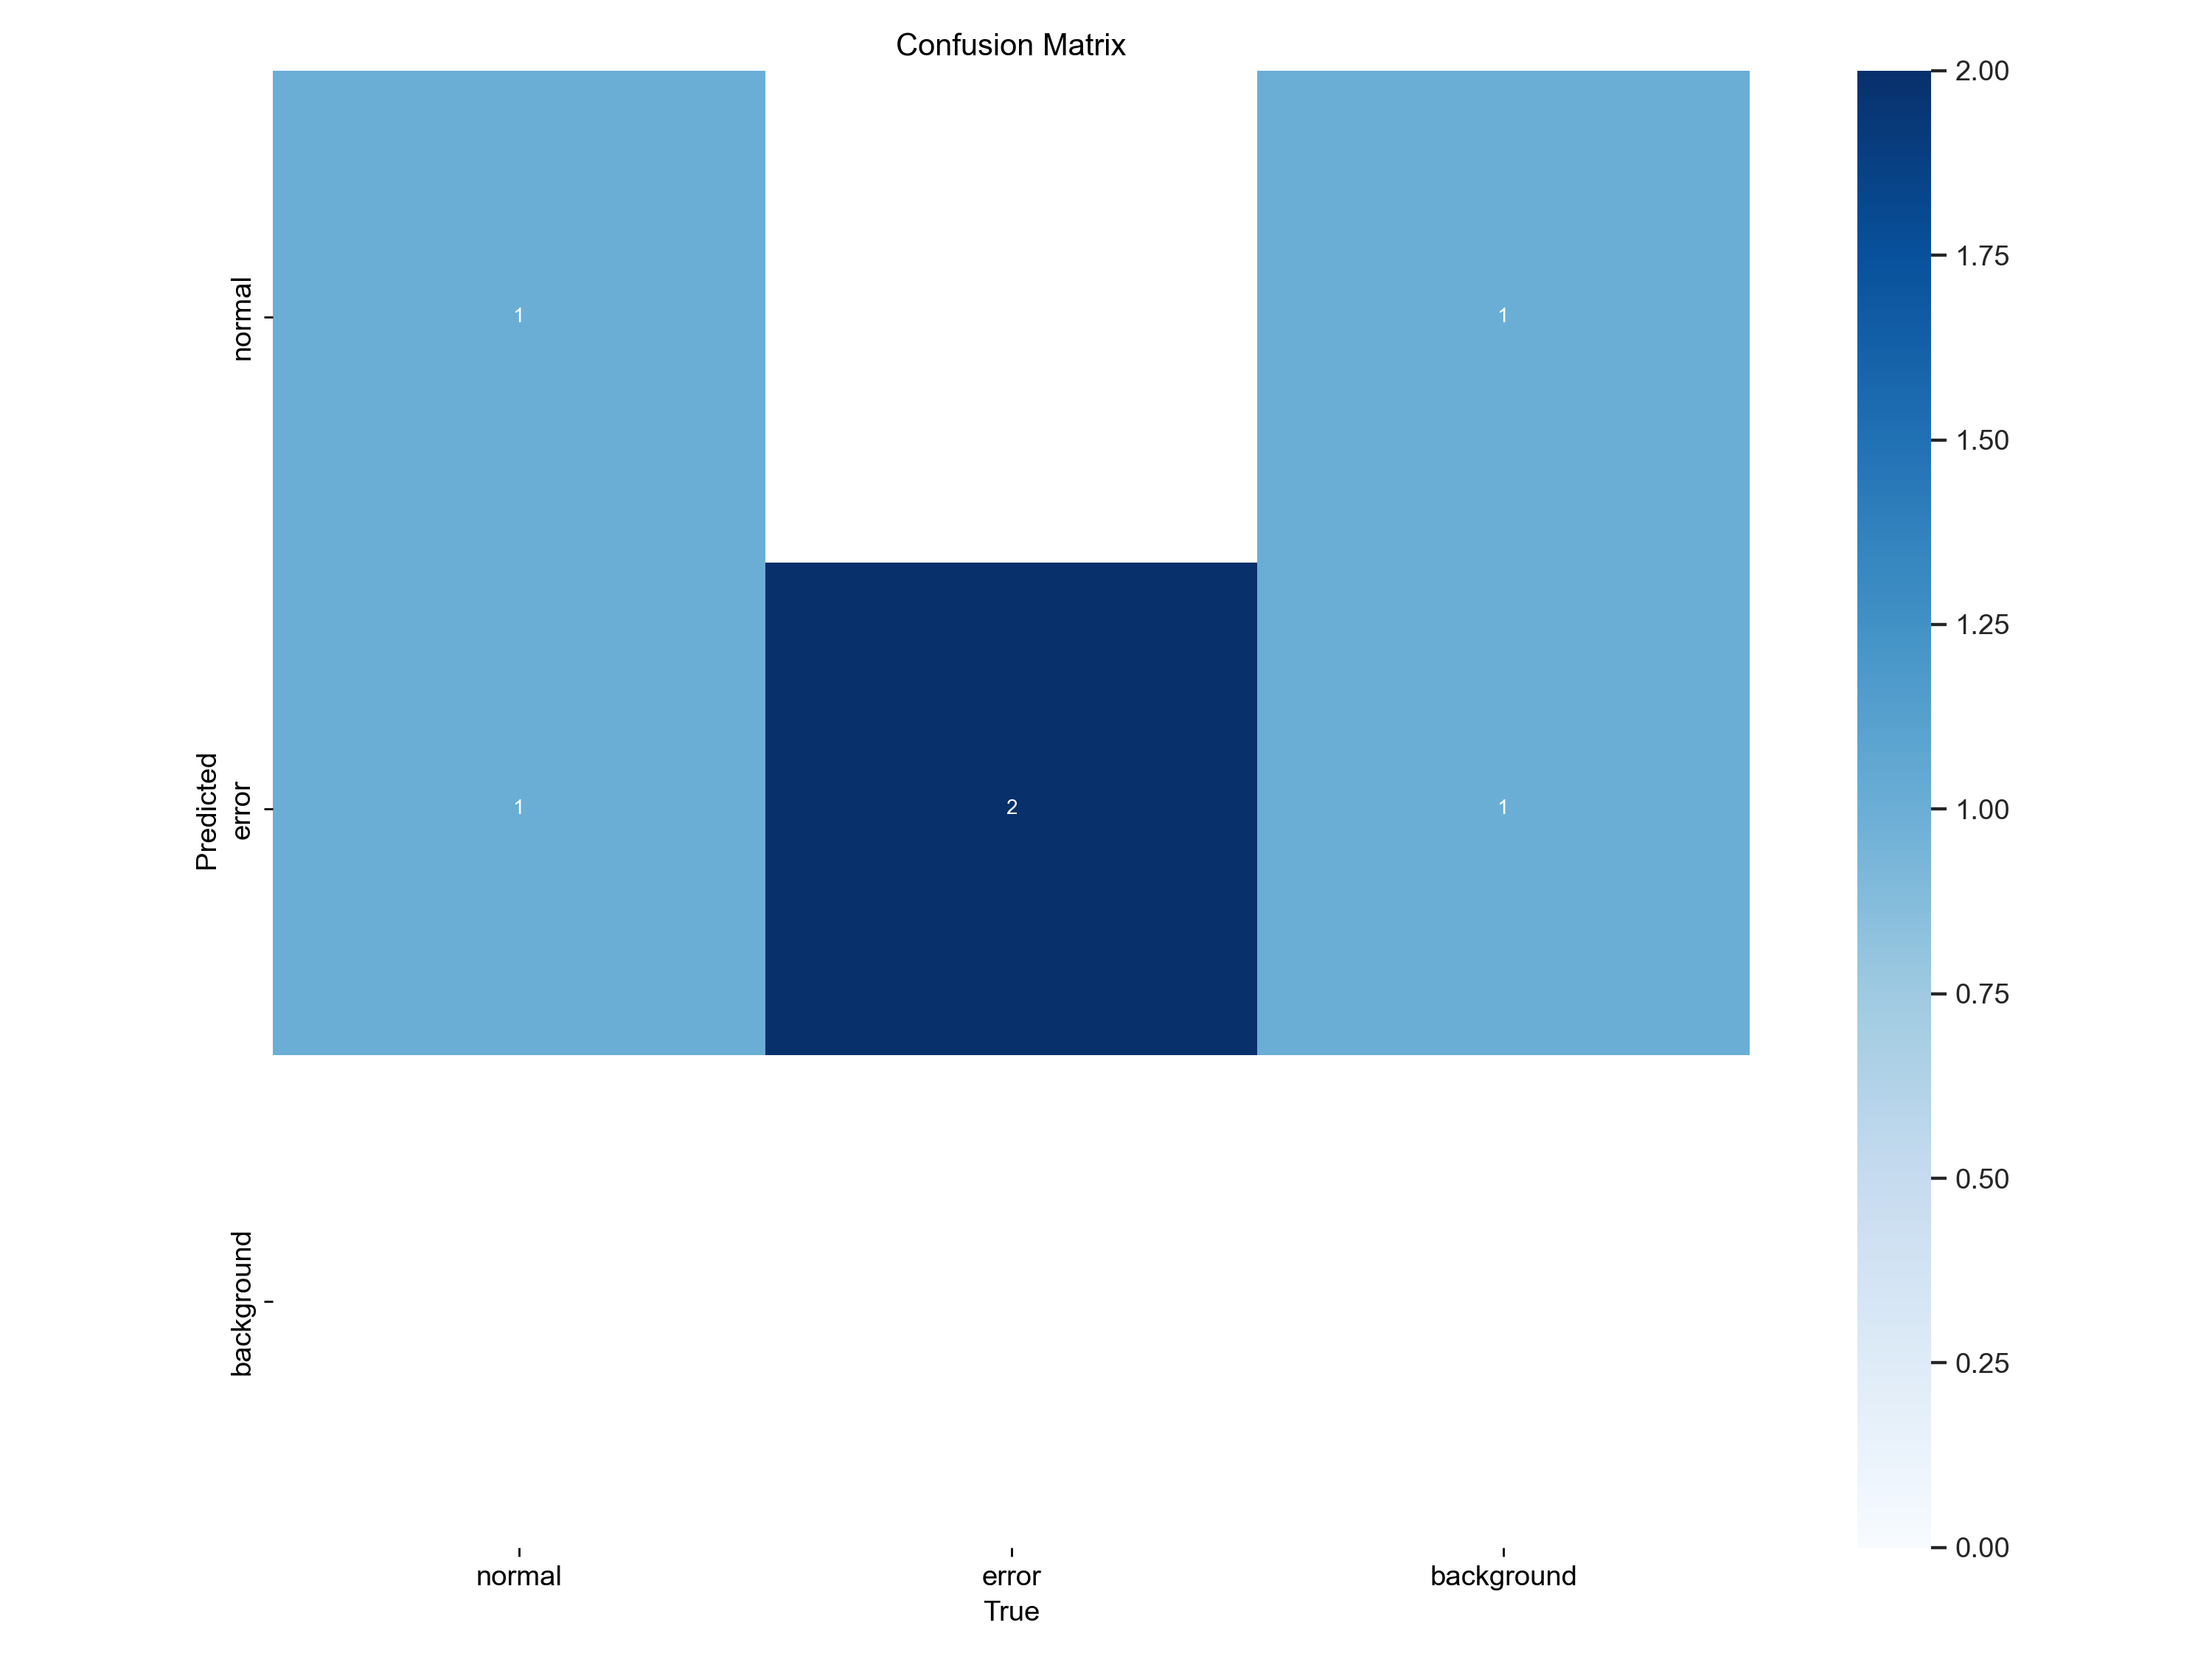 Confusion Matrix
normal
error
background
Predicted
1
1
1
2
1
normal
error
background
True
2.00
1.75
1.50
1.25
1.00
0.75
0.50
0.25
0.00